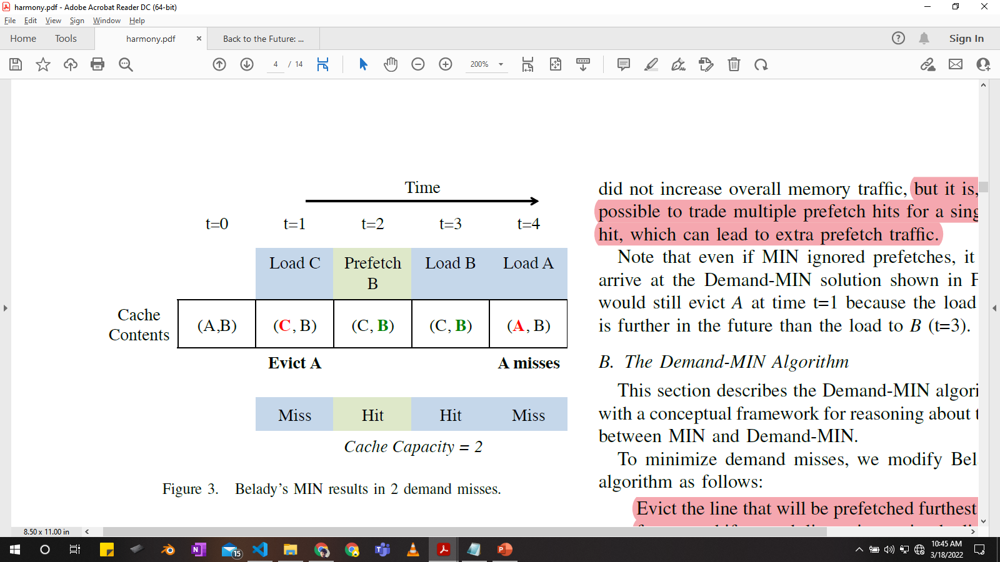 harmony.pdf - Adobe Acrobat Reader DC (64-bit)
File Edit View Sign Window Help
Home Tools harmony.pdf × Back to the Future: ... Sign In
4 / 14 200%
Time
t=0 t=1 t=2 t=3 t=4
Load C Prefetch B Load B Load A
Cache Contents (A,B) (C, B) (C, B) (C, B) (A, B)
Evict A A misses
Miss Hit Hit Miss
Cache Capacity = 2
Figure 3. Belady's MIN results in 2 demand misses.
did not increase overall memory traffic, but it is,
possible to trade multiple prefetch hits for a sing
hit, which can lead to extra prefetch traffic.
Note that even if MIN ignored prefetches, it
arrive at the Demand-MIN solution shown in F
would still evict A at time t=1 because the load
is further in the future than the load to B (t=3).
B. The Demand-MIN Algorithm
This section describes the Demand-MIN algori
with a conceptual framework for reasoning about t
between MIN and Demand-MIN.
To minimize demand misses, we modify Bel
algorithm as follows:
Evict the line that will be prefetched furthest
8.50 x 11.00 in
15
10:45 AM
3/18/2022